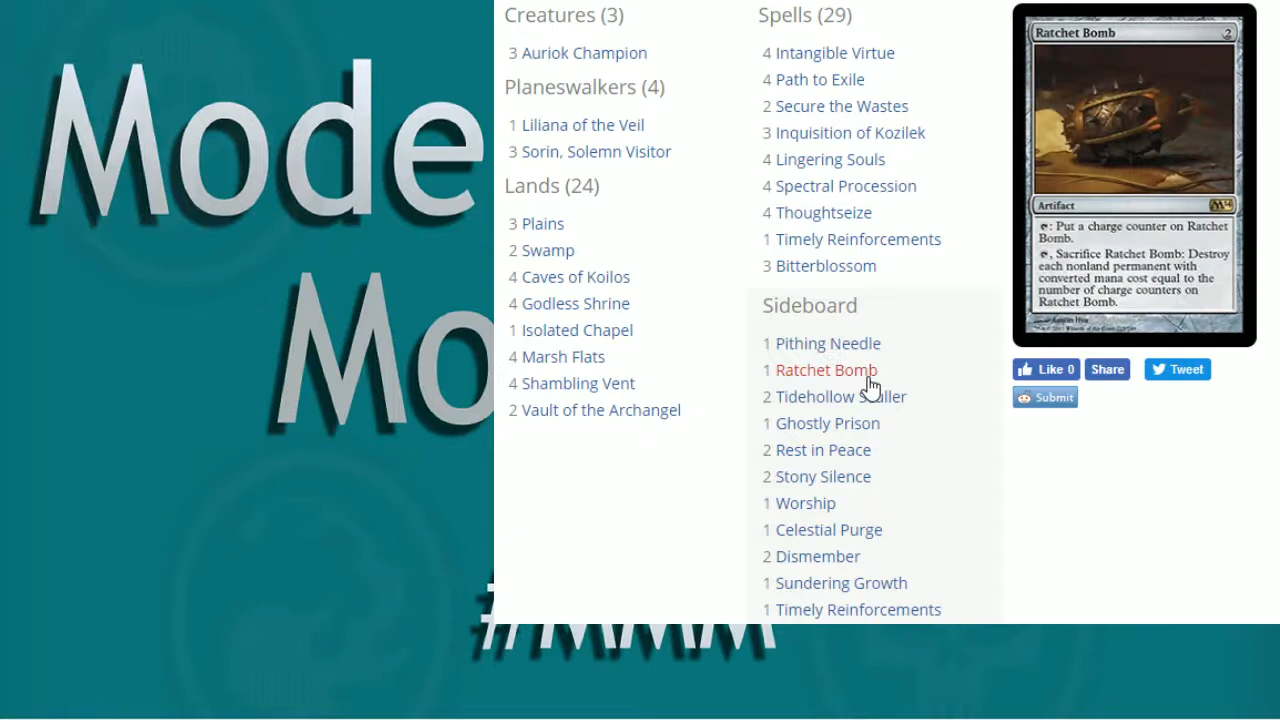 Mode
Mo
#MMM
Creatures (3)
3 Auriok Champion
Planeswalkers (4)
1 Liliana of the Veil
3 Sorin, Solemn Visitor
Lands (24)
3 Plains
2 Swamp
4 Caves of Koilos
4 Godless Shrine
1 Isolated Chapel
4 Marsh Flats
4 Shambling Vent
2 Vault of the Archangel
Spells (29)
4 Intangible Virtue
4 Path to Exile
2 Secure the Wastes
3 Inquisition of Kozilek
4 Lingering Souls
4 Spectral Procession
4 Thoughtseize
1 Timely Reinforcements
3 Bitterblossom
Sideboard
1 Pithing Needle
1 Ratchet Bomb
2 Tidehollow Sculler
1 Ghostly Prison
2 Rest in Peace
2 Stony Silence
1 Worship
1 Celestial Purge
2 Dismember
1 Sundering Growth
1 Timely Reinforcements
Ratchet Bomb 2
Artifact
: Put a charge counter on Ratchet
Bomb.
, Sacrifice Ratchet Bomb: Destroy
each nonland permanent with
converted mana cost equal to the
number of charge counters on
Ratchet Bomb.
Like 0 Share Tweet
Submit